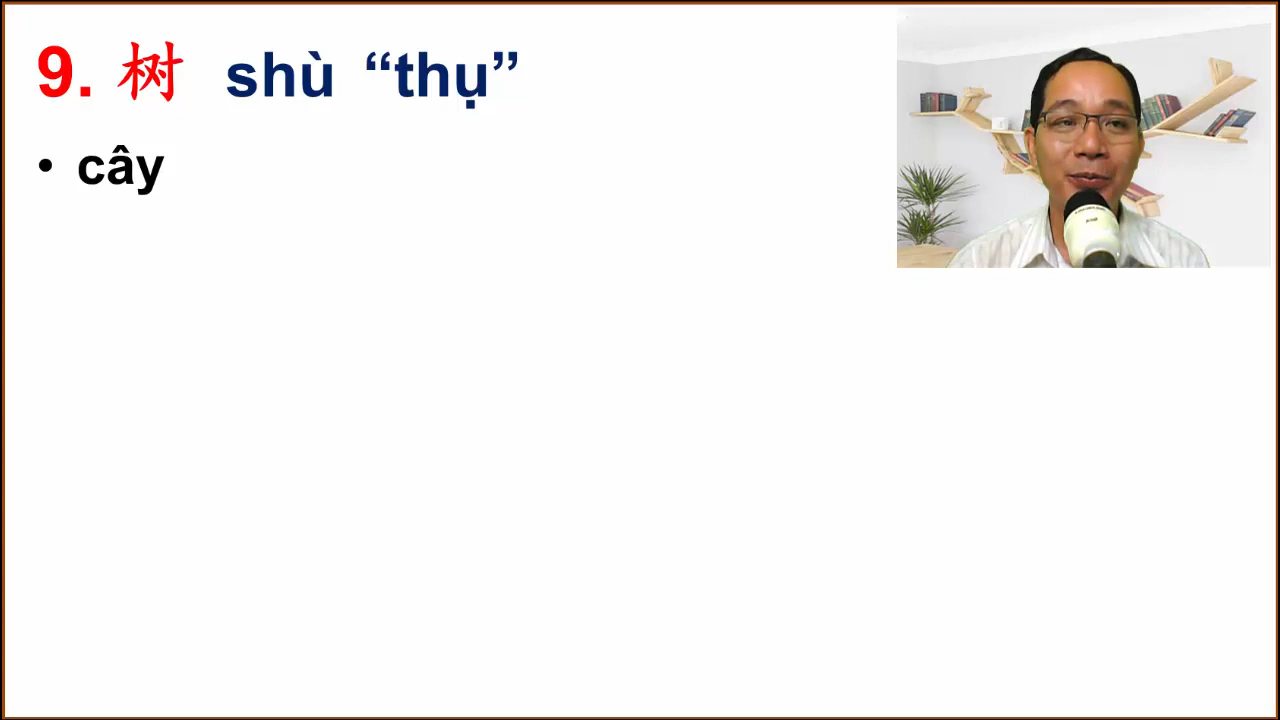 9. 树 shù “thụ”
• cây